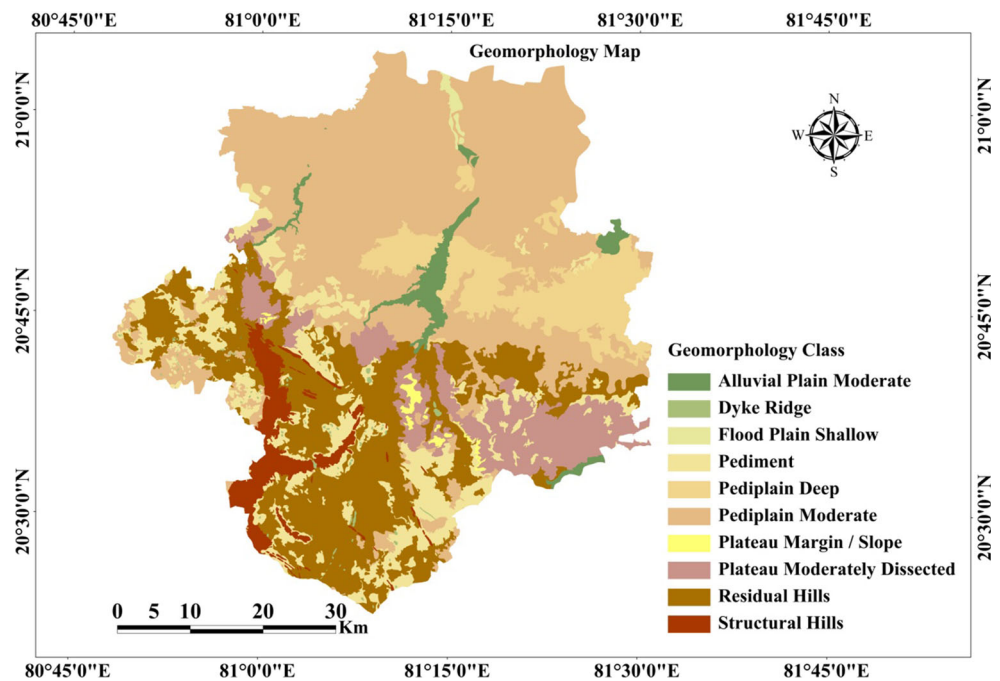 80°45'0"E 81°0'0"E 81°15'0"E 81°30'0"E 81°45'0"E
Geomorphology Map
21°0'0"N
21°0'0"N
N
W E
S
20°45'0"N
20°45'0"N
Geomorphology Class
Alluvial Plain Moderate
Dyke Ridge
Flood Plain Shallow
Pediment
Pediplain Deep
Pediplain Moderate
Plateau Margin / Slope
Plateau Moderately Dissected
Residual Hills
Structural Hills
20°30'0"N
20°30'0"N
0 5 10 20 30
Km
80°45'0"E 81°0'0"E 81°15'0"E 81°30'0"E 81°45'0"E